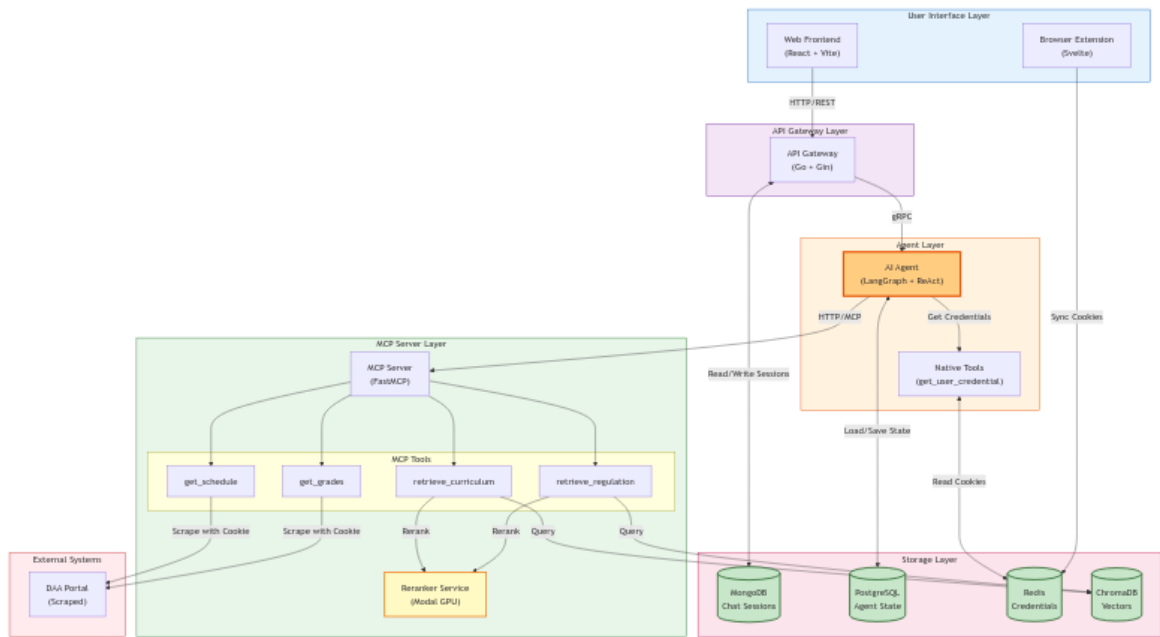 User Interface Layer
Web Frontend
(React + Vite)
Browser Extension
(Svelte)
HTTP/REST
API Gateway Layer
API Gateway
(Go + Gin)
gRPC
Agent Layer
AI Agent
(LangGraph + ReAct)
HTTP/MCP
Get Credentials
Sync Cookies
MCP Server Layer
MCP Server
(FastMCP)
Read/Write Sessions
Native Tools
(get_user_credential)
Load/Save State
MCP Tools
get_schedule
get_grades
retrieve_curriculum
retrieve_regulation
Read Cookies
Scrape with Cookie
Scrape with Cookie
Rerank
Rerank
Query
Query
External Systems
DAA Portal
(Scraped)
Reranker Service
(Modal GPU)
Storage Layer
MongoDB
Chat Sessions
PostgreSQL
Agent State
Redis
Credentials
ChromaDB
Vectors